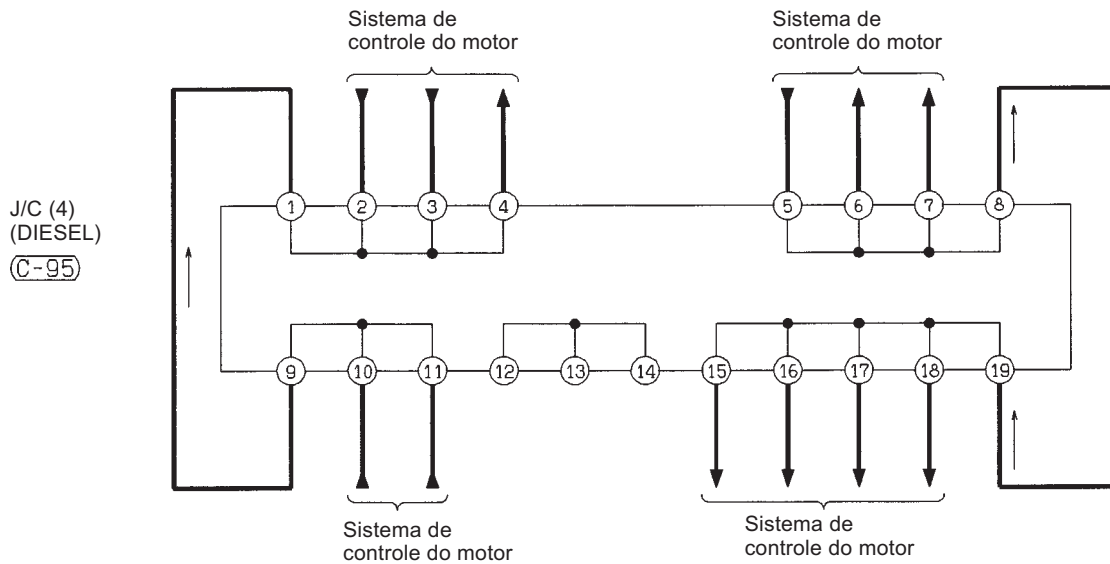 Sistema de
controle do motor
Sistema de
controle do motor
J/C (4)
(DIESEL)
C-95
1 2 3 4 5 6 7 8
9 10 11 12 13 14 15 16 17 18 19
Sistema de
controle do motor
Sistema de
controle do motor